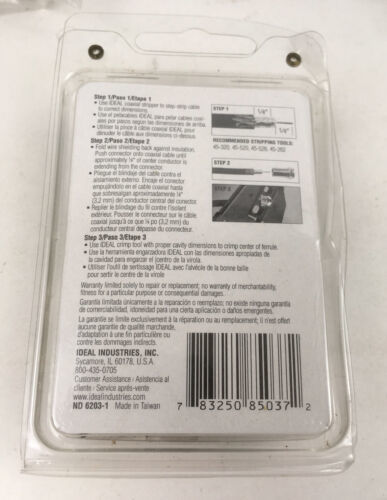 Step 1/Paso 1/Etape 1
• Use IDEAL coaxial stripper to step strip cable
to correct dimensions.
• Use el pelacables IDEAL para pelar cables coxi-
ales por pasos según las dimensiones de arriba.
• Utiliser la pince à câble coaxial IDEAL pour
dénuder le câble aux dimensions ci-dessus.
Step 2/Paso 2/Etape 2
• Fold wire shielding back against insulation.
Push connector onto coaxial cable until
approximately ⅛" of center conductor is
extending from the connector.
• Pliegue el blindaje del cable contra el
aislamiento exterior. Encaje el conector
empujándolo en el cable coaxial hasta
que sobresalgan aproximadamente ⅛"
(3,2 mm) del conductor central del conector.
• Replier le blindage du fil contre l'isolant
extérieur. Pousser le connecteur sur le câble
coaxial jusqu'à ce que ⅛ po (3,2 mm) du
conducteur central dépasse du connecteur.
STEP 1
1/4"
1/4"
RECOMMENDED STRIPPING TOOLS:
45-320, 45-525, 45-526, 45-262
STEP 2
STEP 3
Step 3/Paso 3/Etape 3
• Use IDEAL crimp tool with proper cavity dimensions to crimp center of ferrule.
• Use la herramienta engarzadora IDEAL con las dimensiones apropiadas de
la cavidad para engarzar el centro de la virola.
• Utiliser l'outil de sertissage IDEAL avec l'alvéole de la bonne taille
pour sertir le centre de la virole
Warranty limited solely to repair or replacement; no warranty of merchantability,
fitness for a particular purpose or consequential damages.
Garantía limitada únicamente a la reparación o reemplazo; no existe ninguna garantía
de comerciabilidad, idoneidad para una cierta aplicación o daños emergentes.
La garantie se limite exclusivement à la réparation ou au remplacement; il n'est offert
aucune garantie de qualité marchande,
d'adaptation à une fin particulière ou
contre les dommages indirects.
IDEAL INDUSTRIES, INC.
Sycamore, IL 60178, U.S.A.
800-435-0705
Customer Assistance / Asistencia al
cliente / Service après-vente
www.idealindustries.com
ND 6203-1 Made in Taiwan
7 83250 85037 2